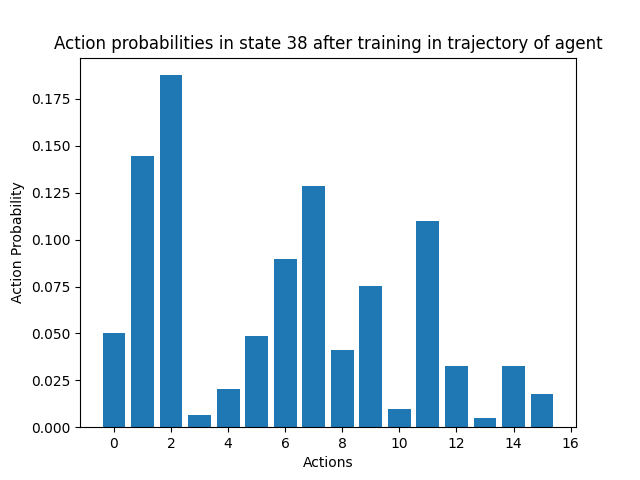 Action probabilities in state 38 after training in trajectory of agent
0.175
0.150
0.125
0.100
0.075
0.050
0.025
0.000
Action Probability
0 2 4 6 8 10 12 14 16
Actions